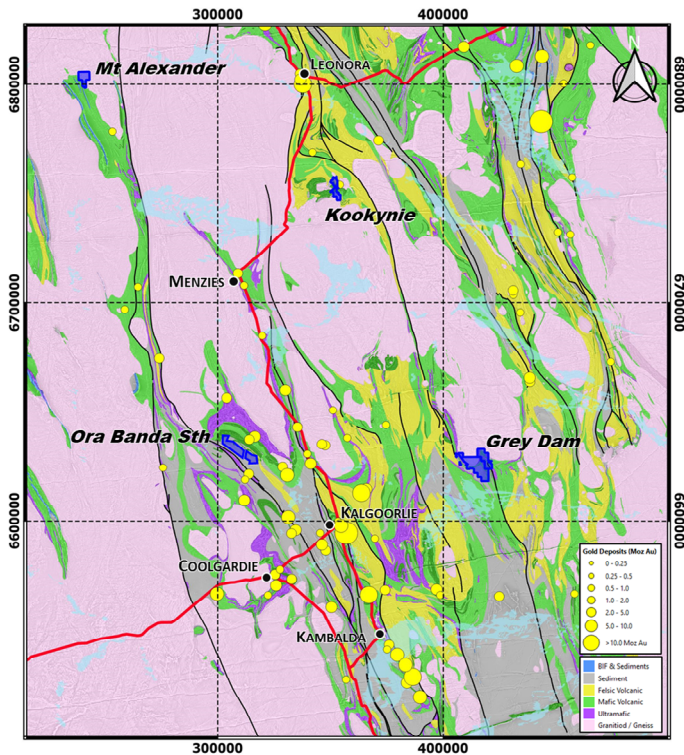 300000
400000
Mt Alexander
LEONORA
N
6800000
6800000
Kookynie
MENZIES
6700000
6700000
Ora Banda Sth
Grey Dam
KALGOORLIE
6600000
6600000
COOLGARDIE
KAMBALDA
Gold Deposits (Moz Au)
0 - 0.25
0.25 - 0.5
0.5 - 1.0
1.0 - 2.0
2.0 - 5.0
5.0 - 10.0
>10.0 Moz Au
BIF & Sediments
Sediment
Felsic Volcanic
Mafic Volcanic
Ultramafic
Granitiod / Gneiss
300000
400000